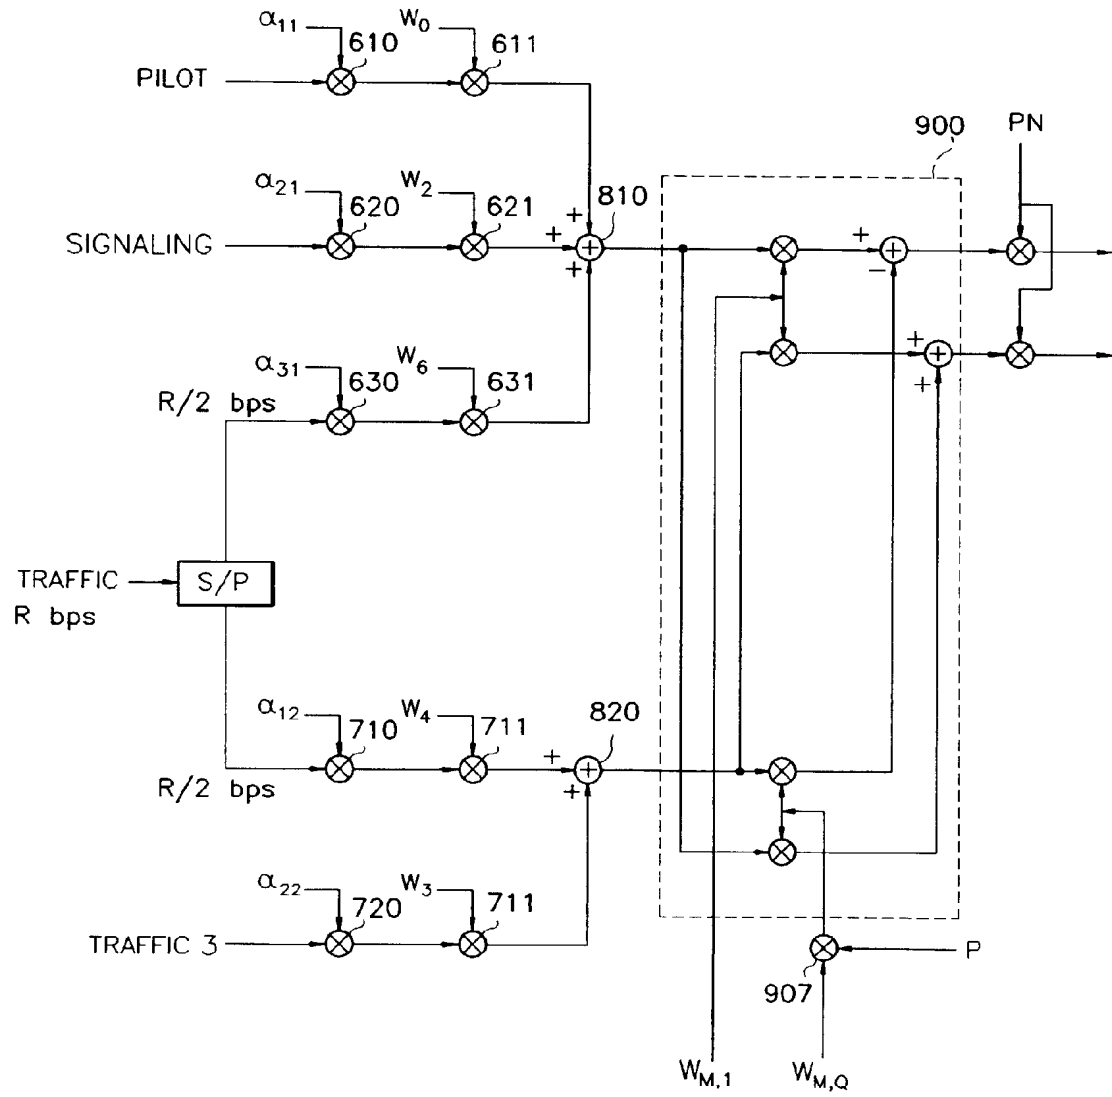 α11 W0
610 611
PILOT
900 PN
α21 W2
620 621 810
SIGNALING
+
+
+
+
−
α31 W6
630 631
R/2 bps
+
+
TRAFFIC S/P
R bps
α12 W4
710 711 820
R/2 bps
+
+
α22 W3
720 711
TRAFFIC 3
P
907
WM,1 WM,Q